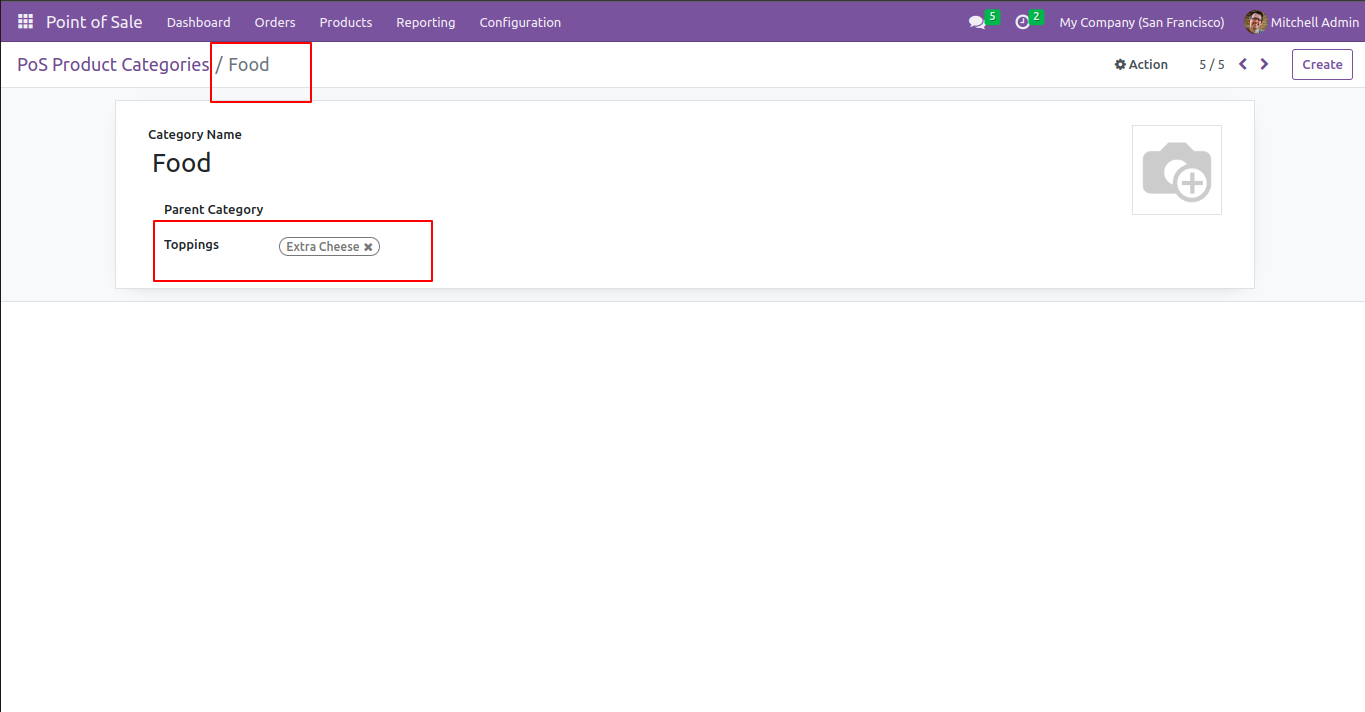 Point of Sale Dashboard Orders Products Reporting Configuration 5 2 My Company (San Francisco) Mitchell Admin
PoS Product Categories / Food Action 5 / 5 Create
Category Name
Food
Parent Category
Toppings Extra Cheese ✖